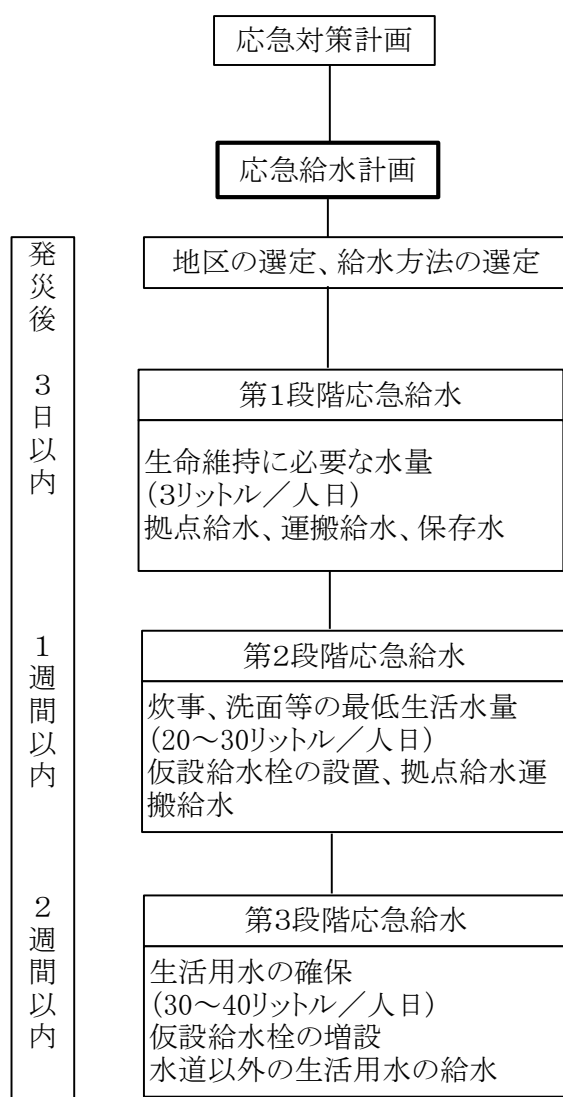 応急対策計画
応急給水計画
発災後
地区の選定、給水方法の選定
3日以内
第1段階応急給水
生命維持に必要な水量
(3リットル/人日)
拠点給水、運搬給水、保存水
1週間以内
第2段階応急給水
炊事、洗面等の最低生活水量
(20~30リットル/人日)
仮設給水栓の設置、拠点給水運
搬給水
2週間以内
第3段階応急給水
生活用水の確保
(30~40リットル/人日)
仮設給水栓の増設
水道以外の生活用水の給水